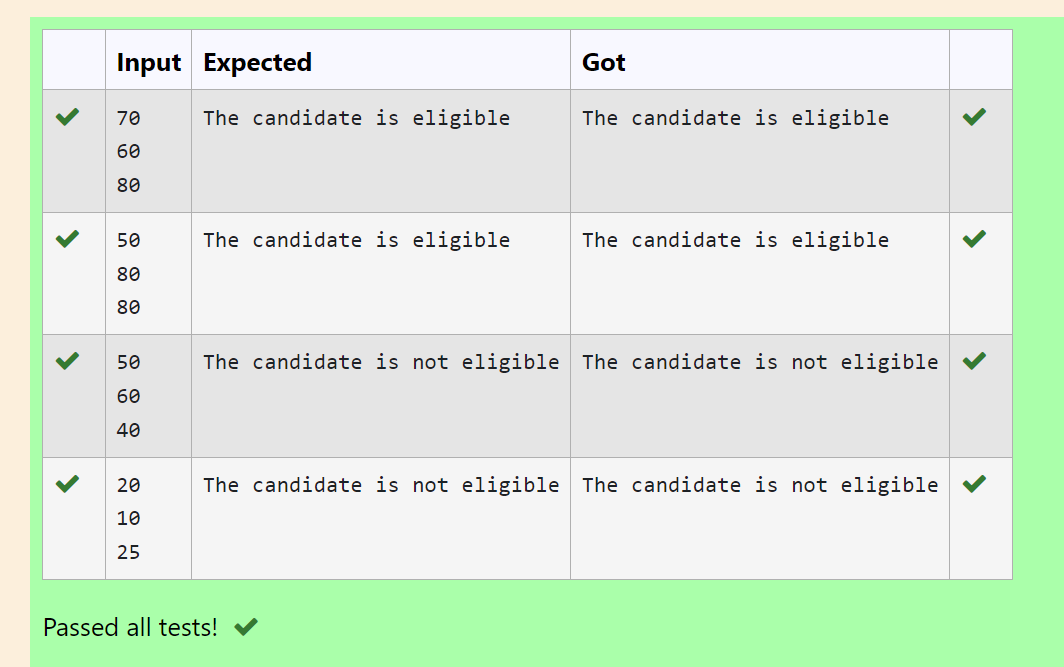 Input Expected Got
70 The candidate is eligible The candidate is eligible
60
80
50 The candidate is eligible The candidate is eligible
80
80
50 The candidate is not eligible The candidate is not eligible
60
40
20 The candidate is not eligible The candidate is not eligible
10
25
Passed all tests!